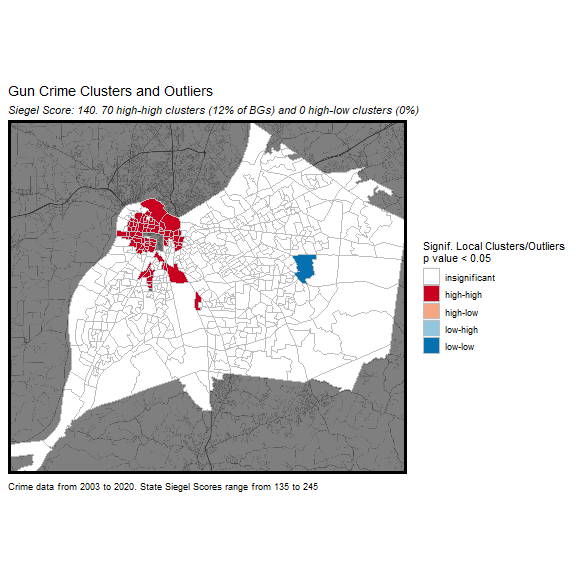 Gun Crime Clusters and Outliers
Siegel Score: 140. 70 high-high clusters (12% of BGs) and 0 high-low clusters (0%)
Signif. Local Clusters/Outliers
p value < 0.05
insignificant
high-high
high-low
low-high
low-low
Crime data from 2003 to 2020. State Siegel Scores range from 135 to 245